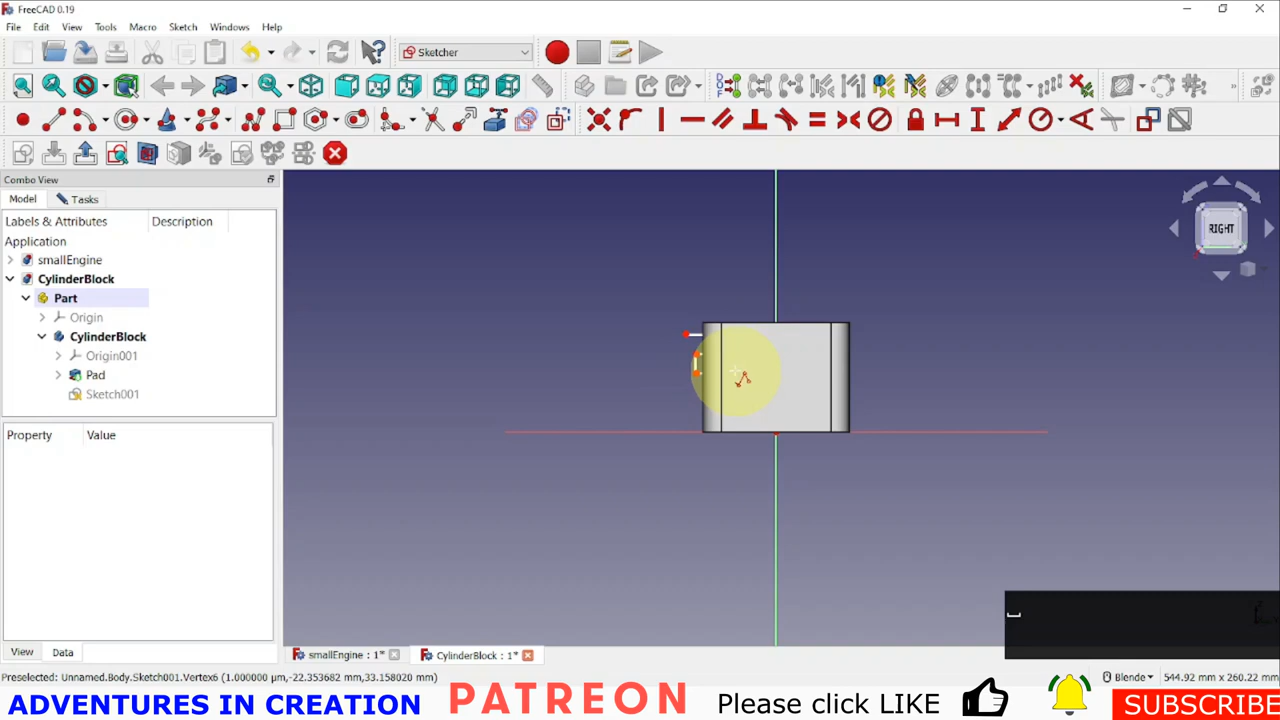 FreeCAD 0.19
File Edit View Tools Macro Sketch Windows Help
Sketcher
Combo View
Model Tasks
Labels & Attributes Description
Application
smallEngine
CylinderBlock
Part
Origin
CylinderBlock
Origin001
Pad
Sketch001
Property Value
RIGHT
View Data
smallEngine : 1* CylinderBlock : 1*
Preselected: Unnamed.Body.Sketch001.Vertex6 (1.000000 µm,-22.353682 mm,33.158020 mm) Blende 544.92 mm x 260.22 mm
ADVENTURES IN CREATION PATREON Please click LIKE SUBSCRIBE